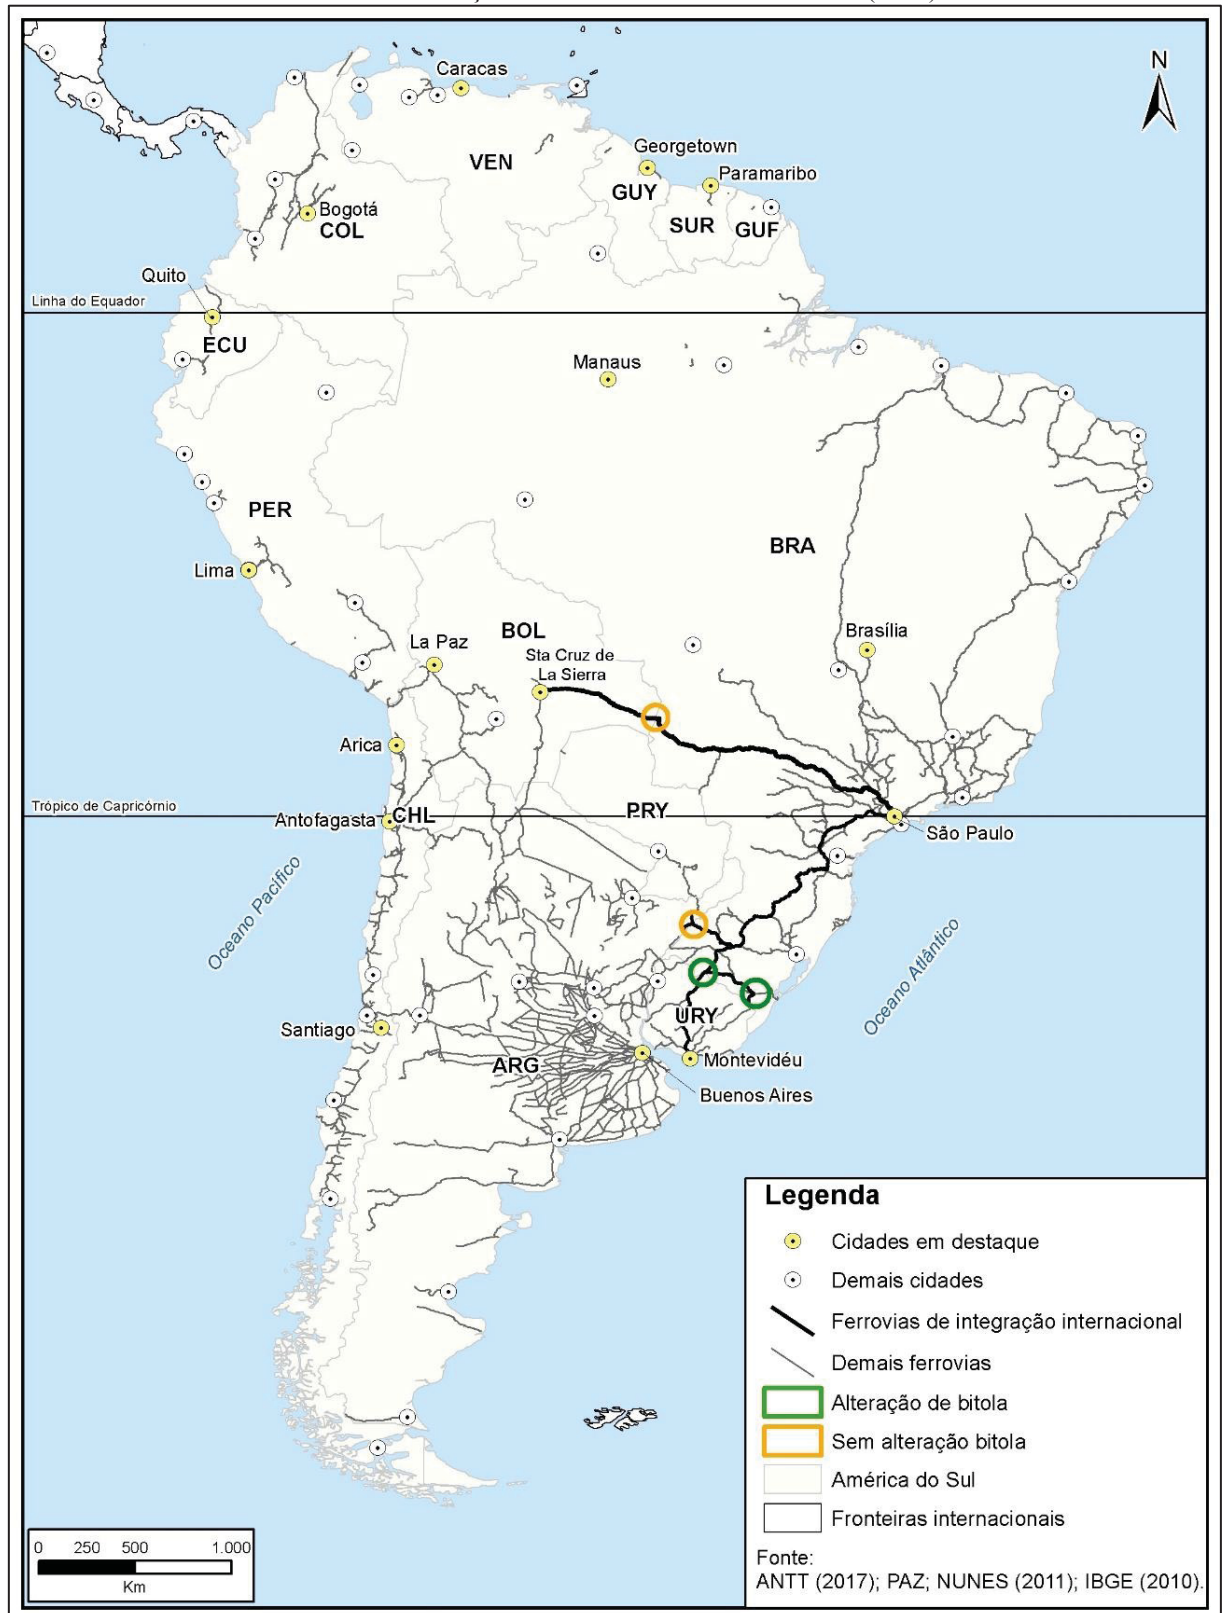 N
Caracas
VEN
Georgetown
GUY
Paramaribo
SUR
GUF
Bogotá
COL
Quito
Linha do Equador
ECU
Manaus
PER
BRA
Lima
Brasília
BOL
La Paz
Sta Cruz de
La Sierra
Arica
Trópico de Capricórnio
Antofagasta
CHL
PRY
São Paulo
Oceano Pacífico
Oceano Atlântico
URY
Santiago
ARG
Montevidéu
Buenos Aires
Legenda
Cidades em destaque
Demais cidades
Ferrovias de integração internacional
Demais ferrovias
Alteração de bitola
Sem alteração bitola
América do Sul
Fronteiras internacionais
Fonte:
ANTT (2017); PAZ; NUNES (2011); IBGE (2010).
0 250 500 1.000
Km